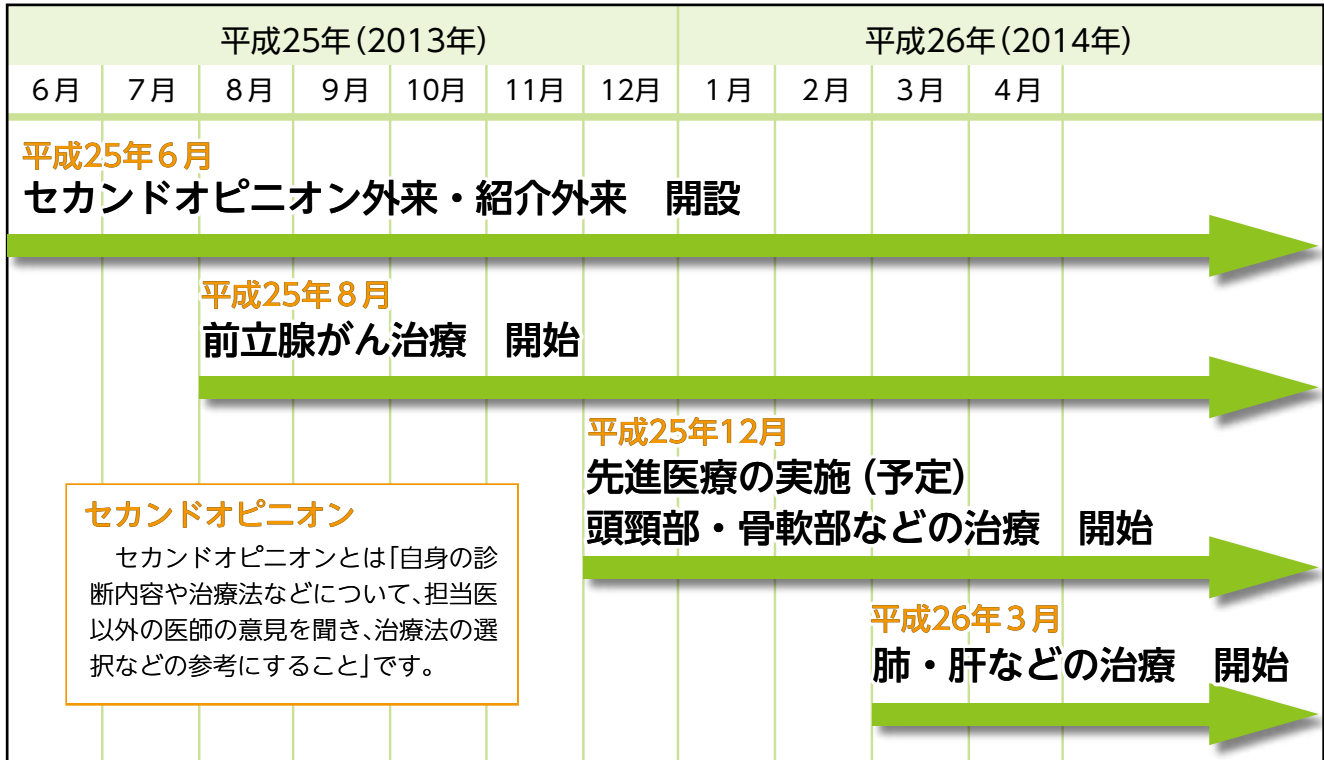 平成25年(2013年) 平成26年(2014年)
6月 7月 8月 9月 10月 11月 12月 1月 2月 3月 4月
平成25年6月
セカンドオピニオン外来・紹介外来　開設
平成25年8月
前立腺がん治療　開始
平成25年12月
先進医療の実施(予定)
頭頸部・骨軟部などの治療　開始
セカンドオピニオン
　セカンドオピニオンとは「自身の診
断内容や治療法などについて、担当医
以外の医師の意見を聞き、治療法の選
択などの参考にすること」です。
平成26年3月
肺・肝などの治療　開始